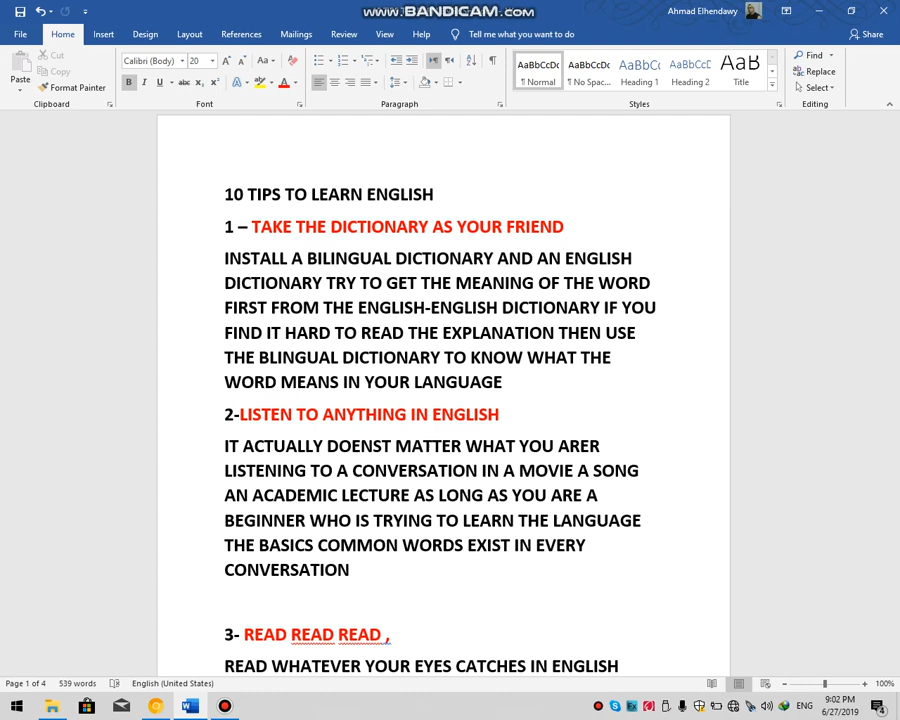 www.BANDICAM.com
Ahmad Elhendawy
File Home Insert Design Layout References Mailings Review View Help Tell me what you want to do Share
Paste
Cut
Copy
Format Painter
Clipboard
Calibri (Body) 20
Font
Paragraph
AaBbCcDc AaBbCcDc AaBbC( AaBbCcD AaB
¶ Normal ¶ No Spac... Heading 1 Heading 2 Title
Styles
Find
Replace
Select
Editing
10 TIPS TO LEARN ENGLISH
1 – TAKE THE DICTIONARY AS YOUR FRIEND
INSTALL A BILINGUAL DICTIONARY AND AN ENGLISH
DICTIONARY TRY TO GET THE MEANING OF THE WORD
FIRST FROM THE ENGLISH-ENGLISH DICTIONARY IF YOU
FIND IT HARD TO READ THE EXPLANATION THEN USE
THE BLINGUAL DICTIONARY TO KNOW WHAT THE
WORD MEANS IN YOUR LANGUAGE
2-LISTEN TO ANYTHING IN ENGLISH
IT ACTUALLY DOENST MATTER WHAT YOU ARER
LISTENING TO A CONVERSATION IN A MOVIE A SONG
AN ACADEMIC LECTURE AS LONG AS YOU ARE A
BEGINNER WHO IS TRYING TO LEARN THE LANGUAGE
THE BASICS COMMON WORDS EXIST IN EVERY
CONVERSATION
3- READ READ READ ,
READ WHATEVER YOUR EYES CATCHES IN ENGLISH
Page 1 of 4 539 words English (United States) 100%
ENG 9:02 PM
6/27/2019
4